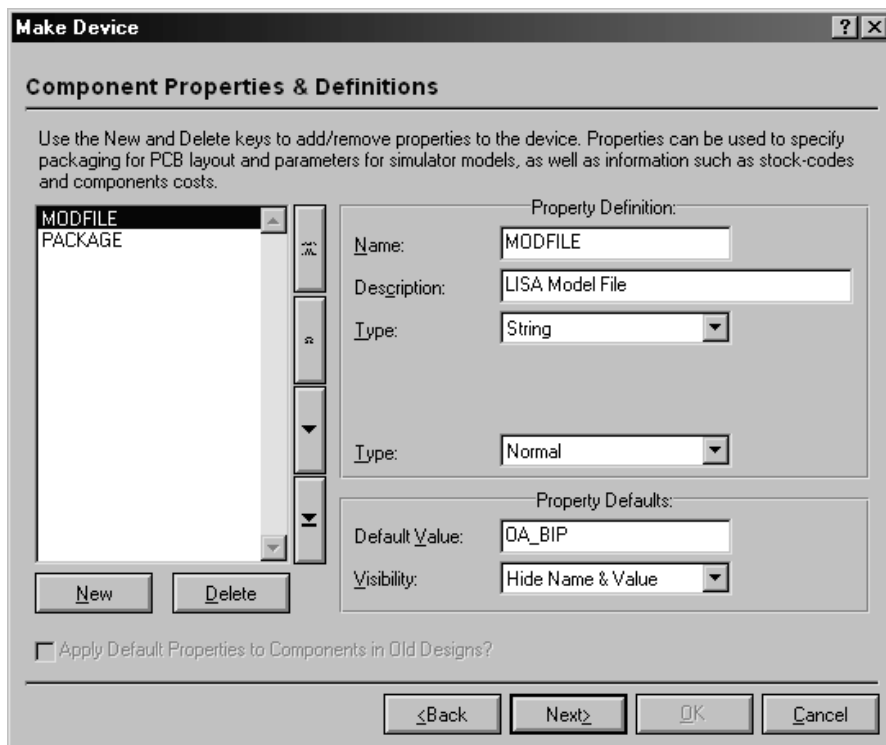 Make Device
Component Properties & Definitions
Use the New and Delete keys to add/remove properties to the device. Properties can be used to specify
packaging for PCB layout and parameters for simulator models, as well as information such as stock-codes
and components costs.
MODFILE
PACKAGE
New
Delete
Property Definition:
Name: MODFILE
Description: LISA Model File
Type: String
Type: Normal
Property Defaults:
Default Value: OA_BIP
Visibility: Hide Name & Value
Apply Default Properties to Components in Old Designs?
<Back Next> OK Cancel